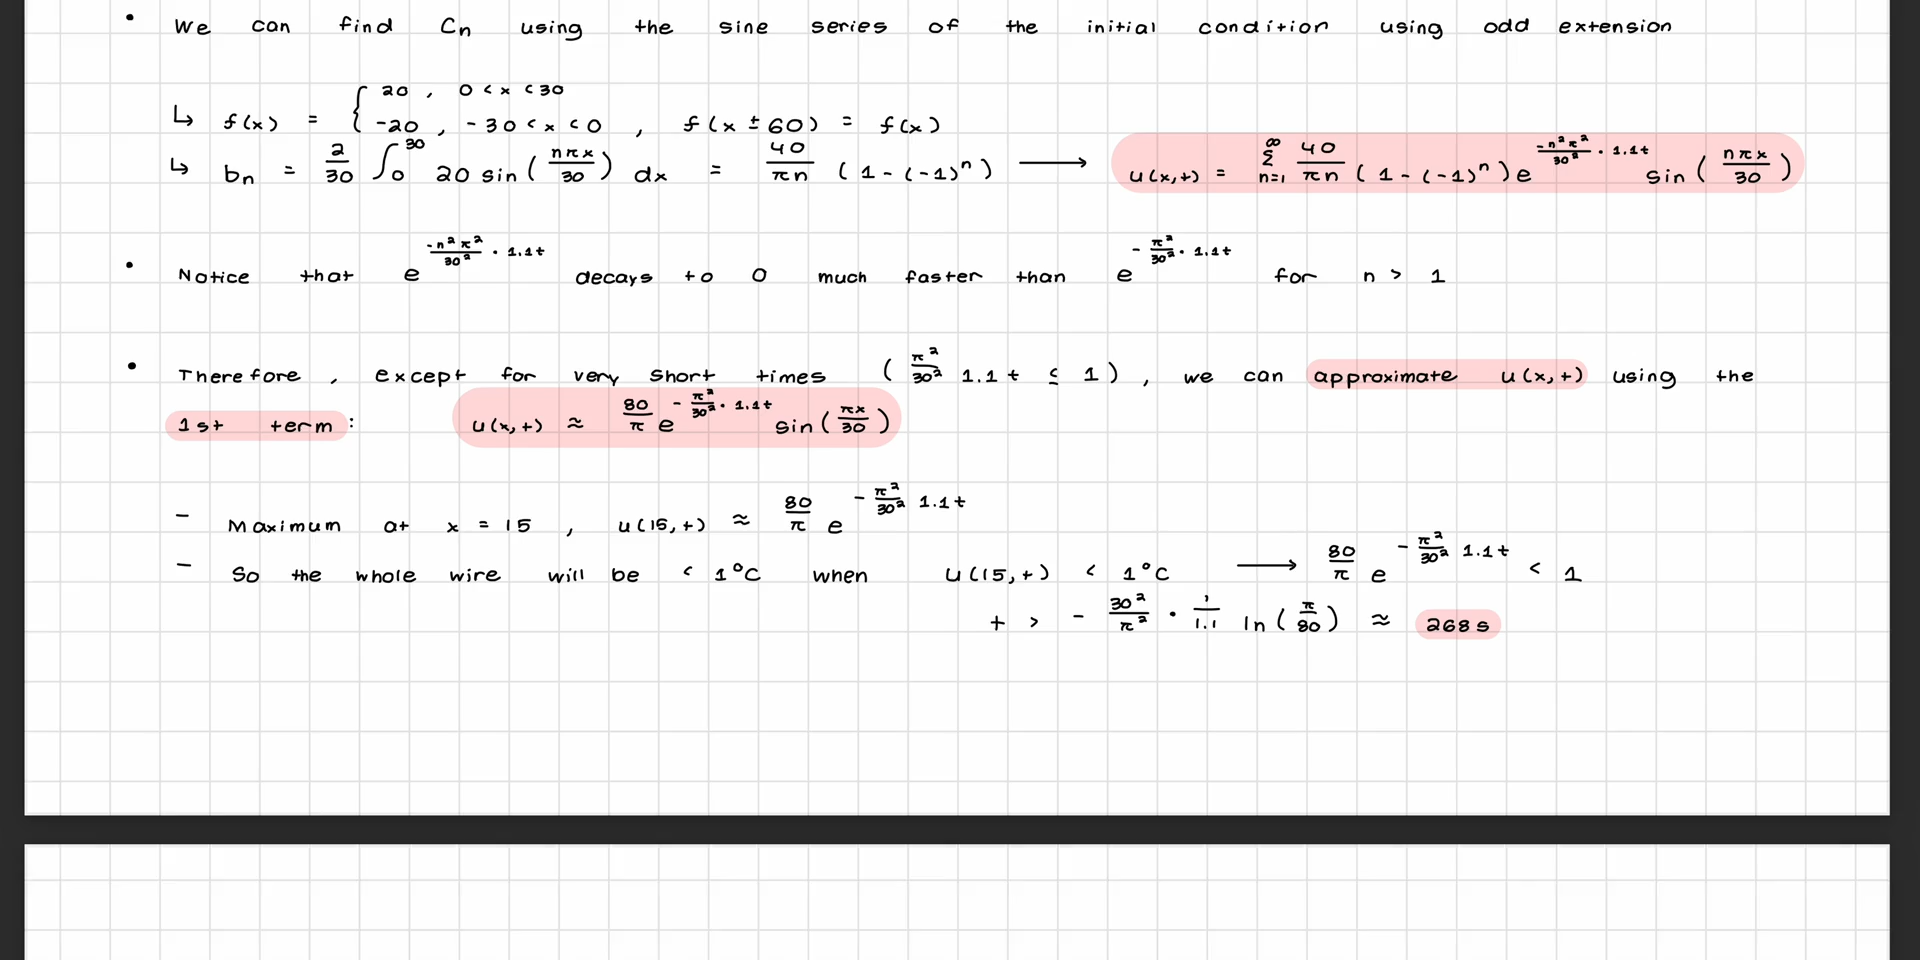 • We can find Cn using the sine series of the initial condition using odd extension
↳ f(x) = { 20 , 0 < x < 30
-20 , -30 < x < 0 , f(x ± 60) = f(x)
↳ bn = 2/30 ∫₀³⁰ 20 sin(nπx/30) dx = 40/πn (1-(-1)ⁿ) ⟶ u(x,t) = ∑_{n=1}^{∞} 40/πn (1-(-1)ⁿ) e^{-n²π²/30² · 1.1t} sin(nπx/30)
• Notice that e^{-n²π²/30² · 1.1t} decays to 0 much faster than e^{-π²/30² · 1.1t} for n > 1
• Therefore, except for very short times (π²/30² 1.1t ≤ 1), we can approximate u(x,t) using the
1st term: u(x,t) ≈ 80/π e^{-π²/30² · 1.1t} sin(πx/30)
- Maximum at x = 15 , u(15,t) ≈ 80/π e^{-π²/30² 1.1t}
- So the whole wire will be < 1°C when u(15,t) < 1°C ⟶ 80/π e^{-π²/30² 1.1t} < 1
t > - 30²/π² · 1/1.1 ln(π/80) ≈ 268s